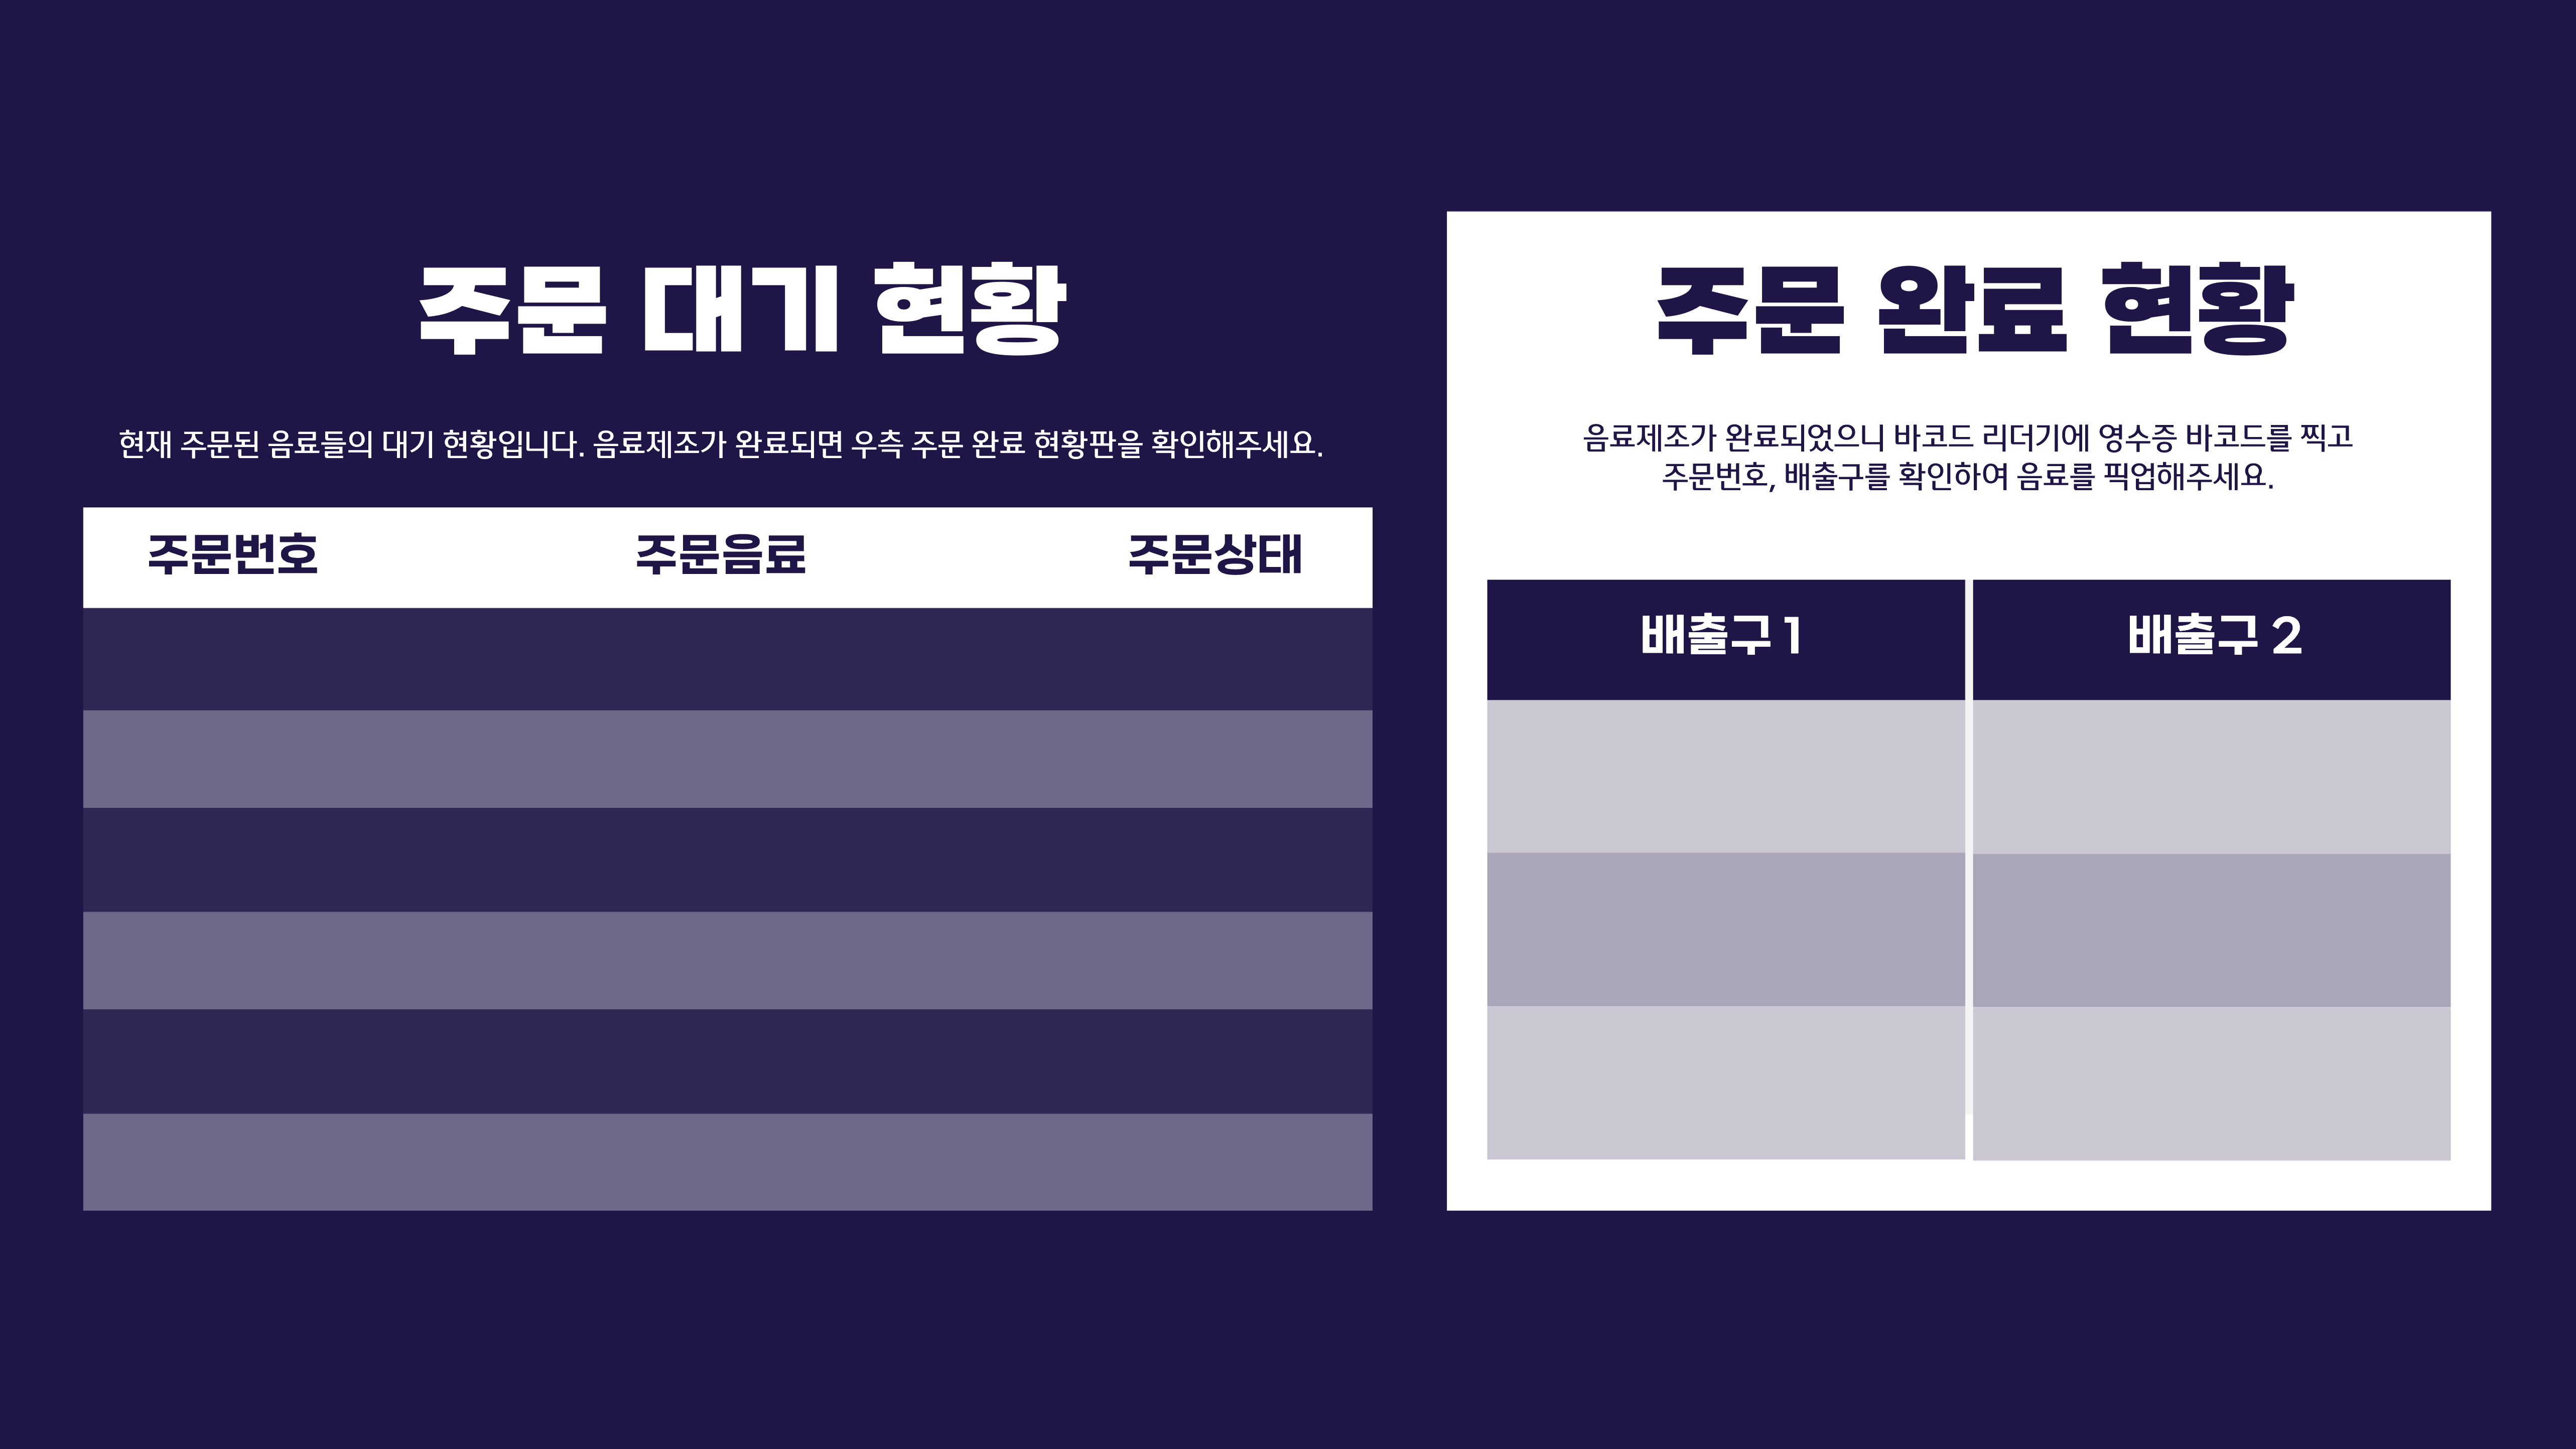 주문 대기 현황
현재 주문된 음료들의 대기 현황입니다. 음료제조가 완료되면 우측 주문 완료 현황판을 확인해주세요.
주문번호 주문음료 주문상태
주문 완료 현황
음료제조가 완료되었으니 바코드 리더기에 영수증 바코드를 찍고
주문번호, 배출구를 확인하여 음료를 픽업해주세요.
배출구 1 배출구 2